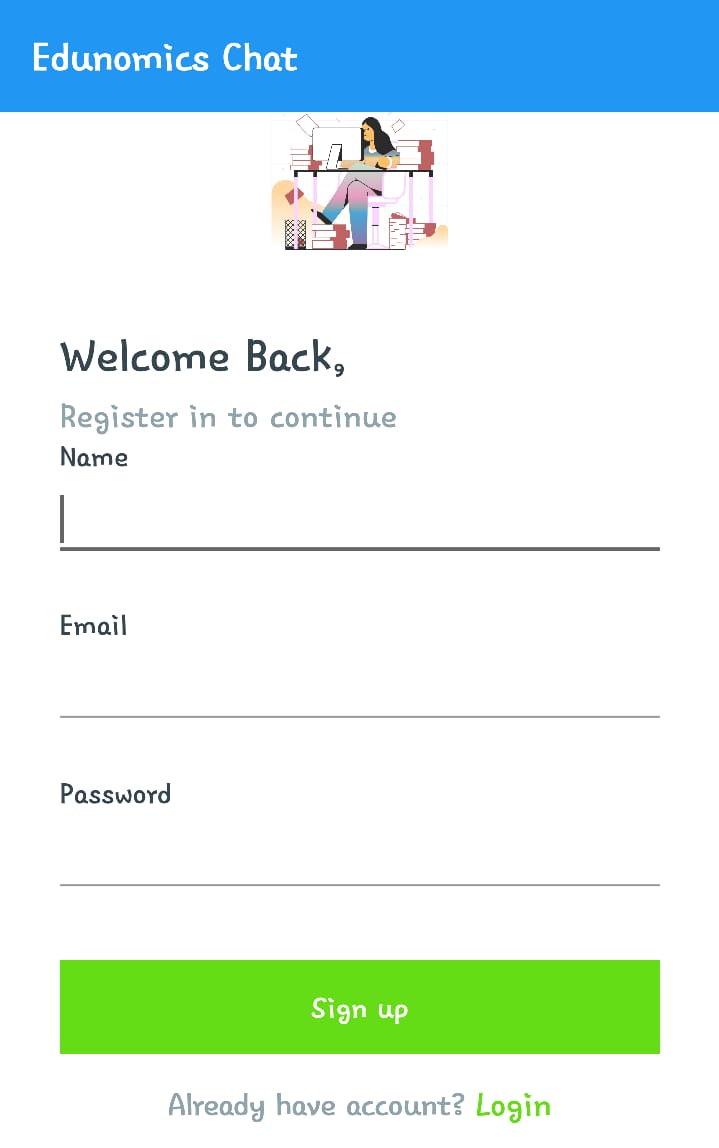 Edunomics Chat
Welcome Back,
Register in to continue
Name
Email
Password
Sign up
Already have account? Login